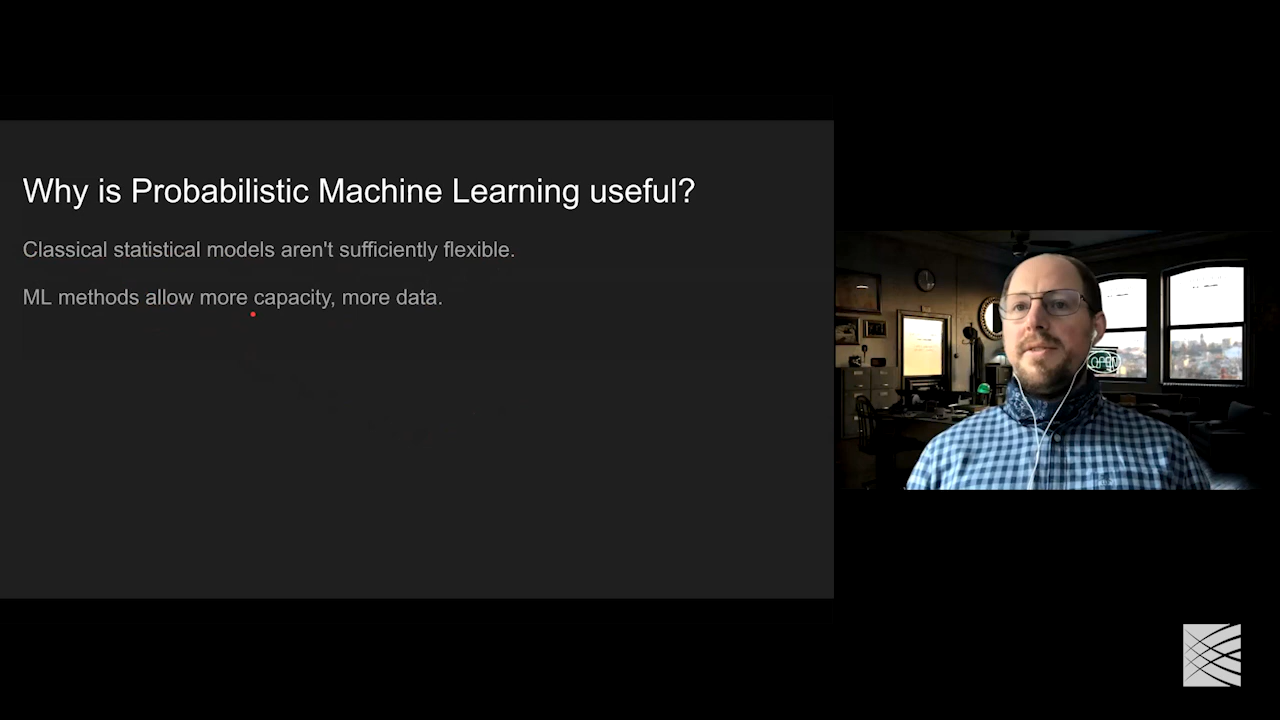 Why is Probabilistic Machine Learning useful?
Classical statistical models aren't sufficiently flexible.
ML methods allow more capacity, more data.
OPEN